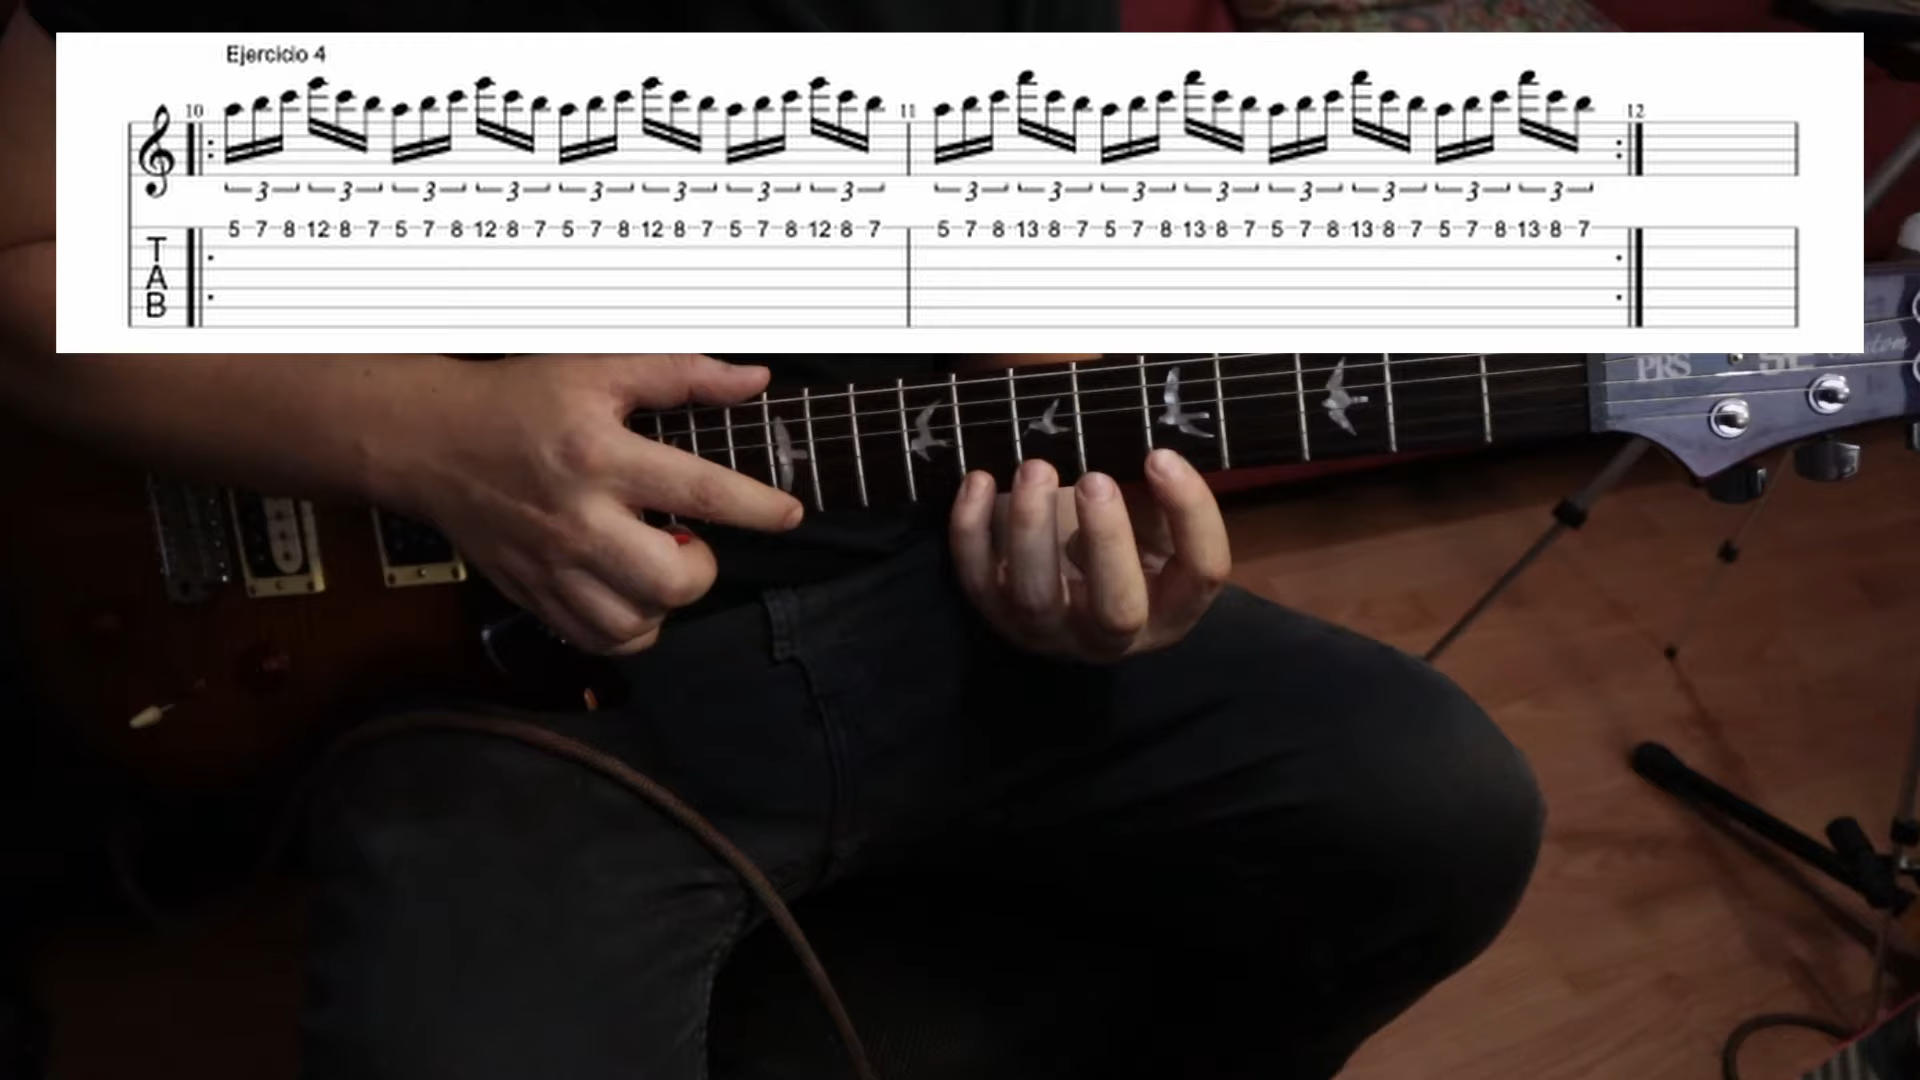 Ejercicio 4
10 11 12
3 3 3 3 3 3 3 3 3 3 3 3 3 3 3 3
5 7 8 12 8 7 5 7 8 12 8 7 5 7 8 12 8 7 5 7 8 12 8 7 5 7 8 13 8 7 5 7 8 13 8 7 5 7 8 13 8 7 5 7 8 13 8 7
T
A
B
PRS SE Custom